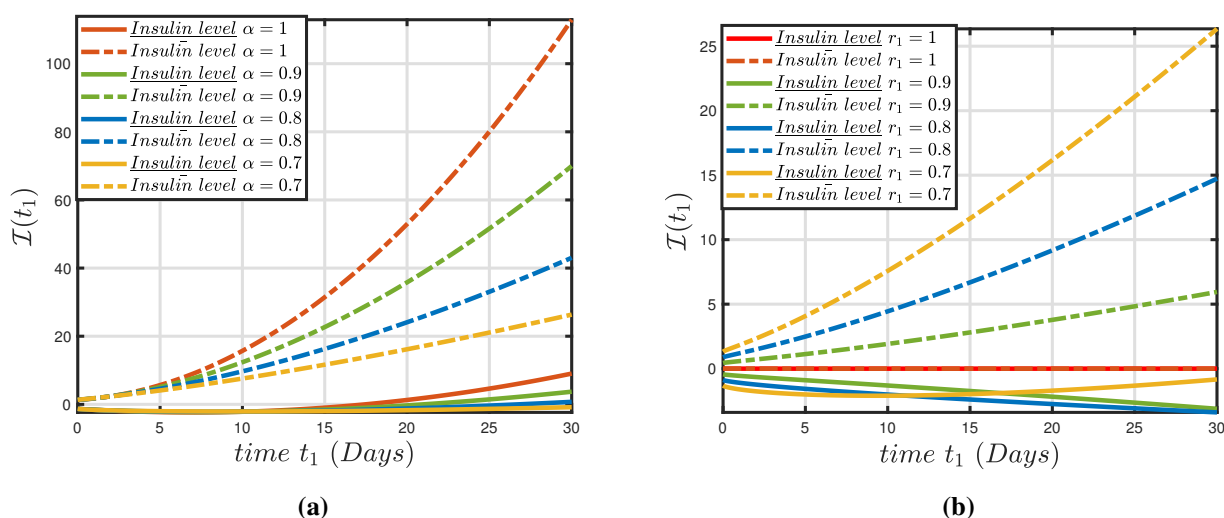 Insulin level α = 1
Insulin level α = 1
Insulin level α = 0.9
Insulin level α = 0.9
Insulin level α = 0.8
Insulin level α = 0.8
Insulin level α = 0.7
Insulin level α = 0.7
100
80
60
40
20
0
I(t₁)
0 5 10 15 20 25 30
time t₁ (Days)
(a)
Insulin level r₁ = 1
Insulin level r₁ = 1
Insulin level r₁ = 0.9
Insulin level r₁ = 0.9
Insulin level r₁ = 0.8
Insulin level r₁ = 0.8
Insulin level r₁ = 0.7
Insulin level r₁ = 0.7
25
20
15
10
5
0
I(t₁)
0 5 10 15 20 25 30
time t₁ (Days)
(b)